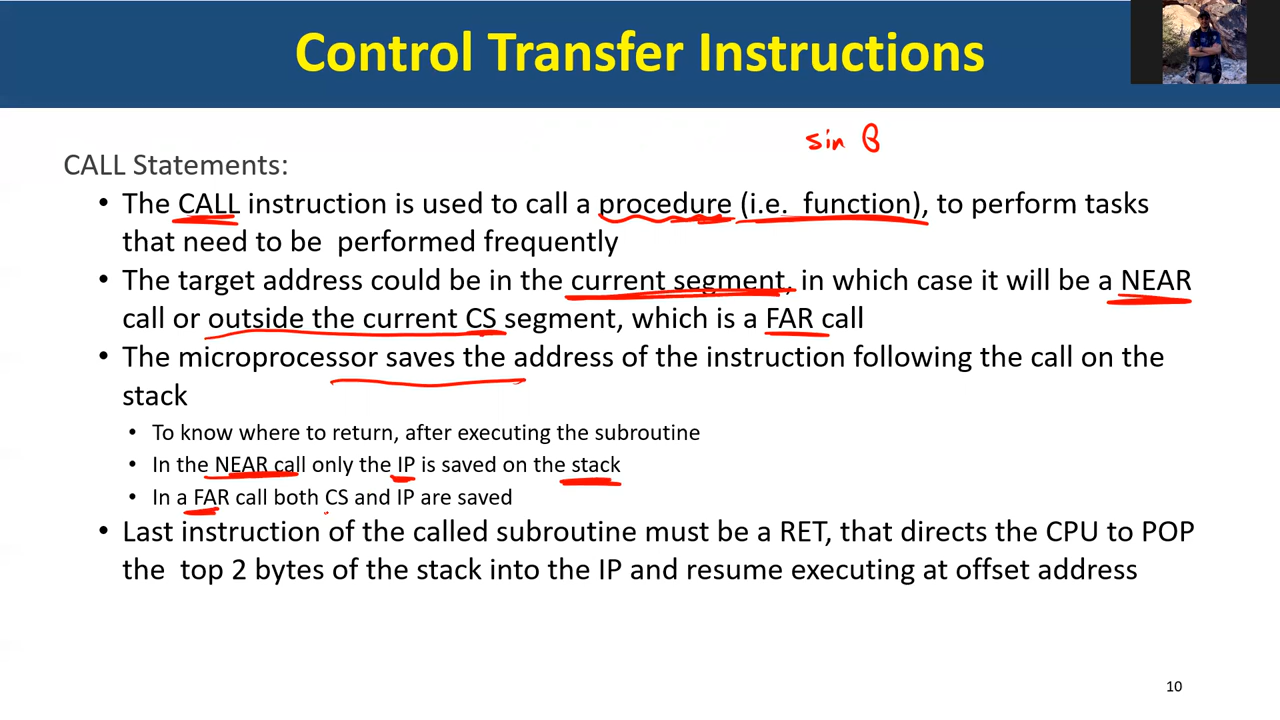 Control Transfer Instructions
sin β
CALL Statements:
• The CALL instruction is used to call a procedure (i.e. function), to perform tasks
that need to be performed frequently
• The target address could be in the current segment, in which case it will be a NEAR
call or outside the current CS segment, which is a FAR call
• The microprocessor saves the address of the instruction following the call on the
stack
• To know where to return, after executing the subroutine
• In the NEAR call only the IP is saved on the stack
• In a FAR call both CS and IP are saved
• Last instruction of the called subroutine must be a RET, that directs the CPU to POP
the top 2 bytes of the stack into the IP and resume executing at offset address
10